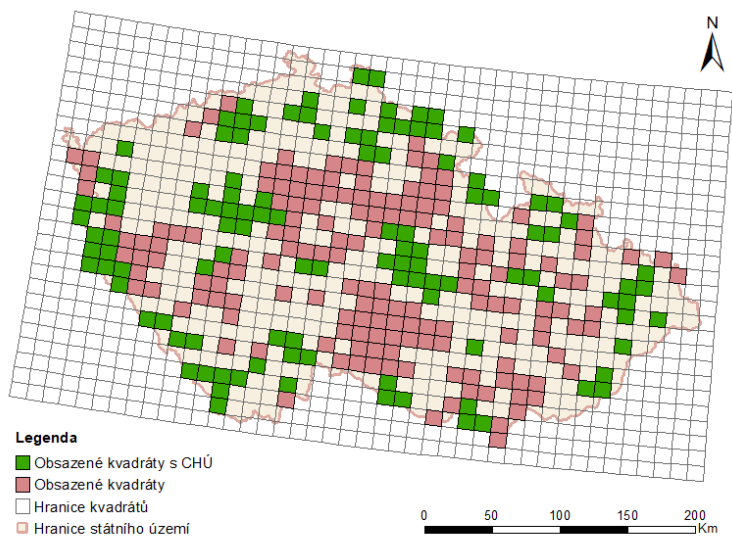 N
Legenda
Obsazené kvadráty s CHÚ
Obsazené kvadráty
Hranice kvadrátů
Hranice státního území
0 50 100 150 200
Km